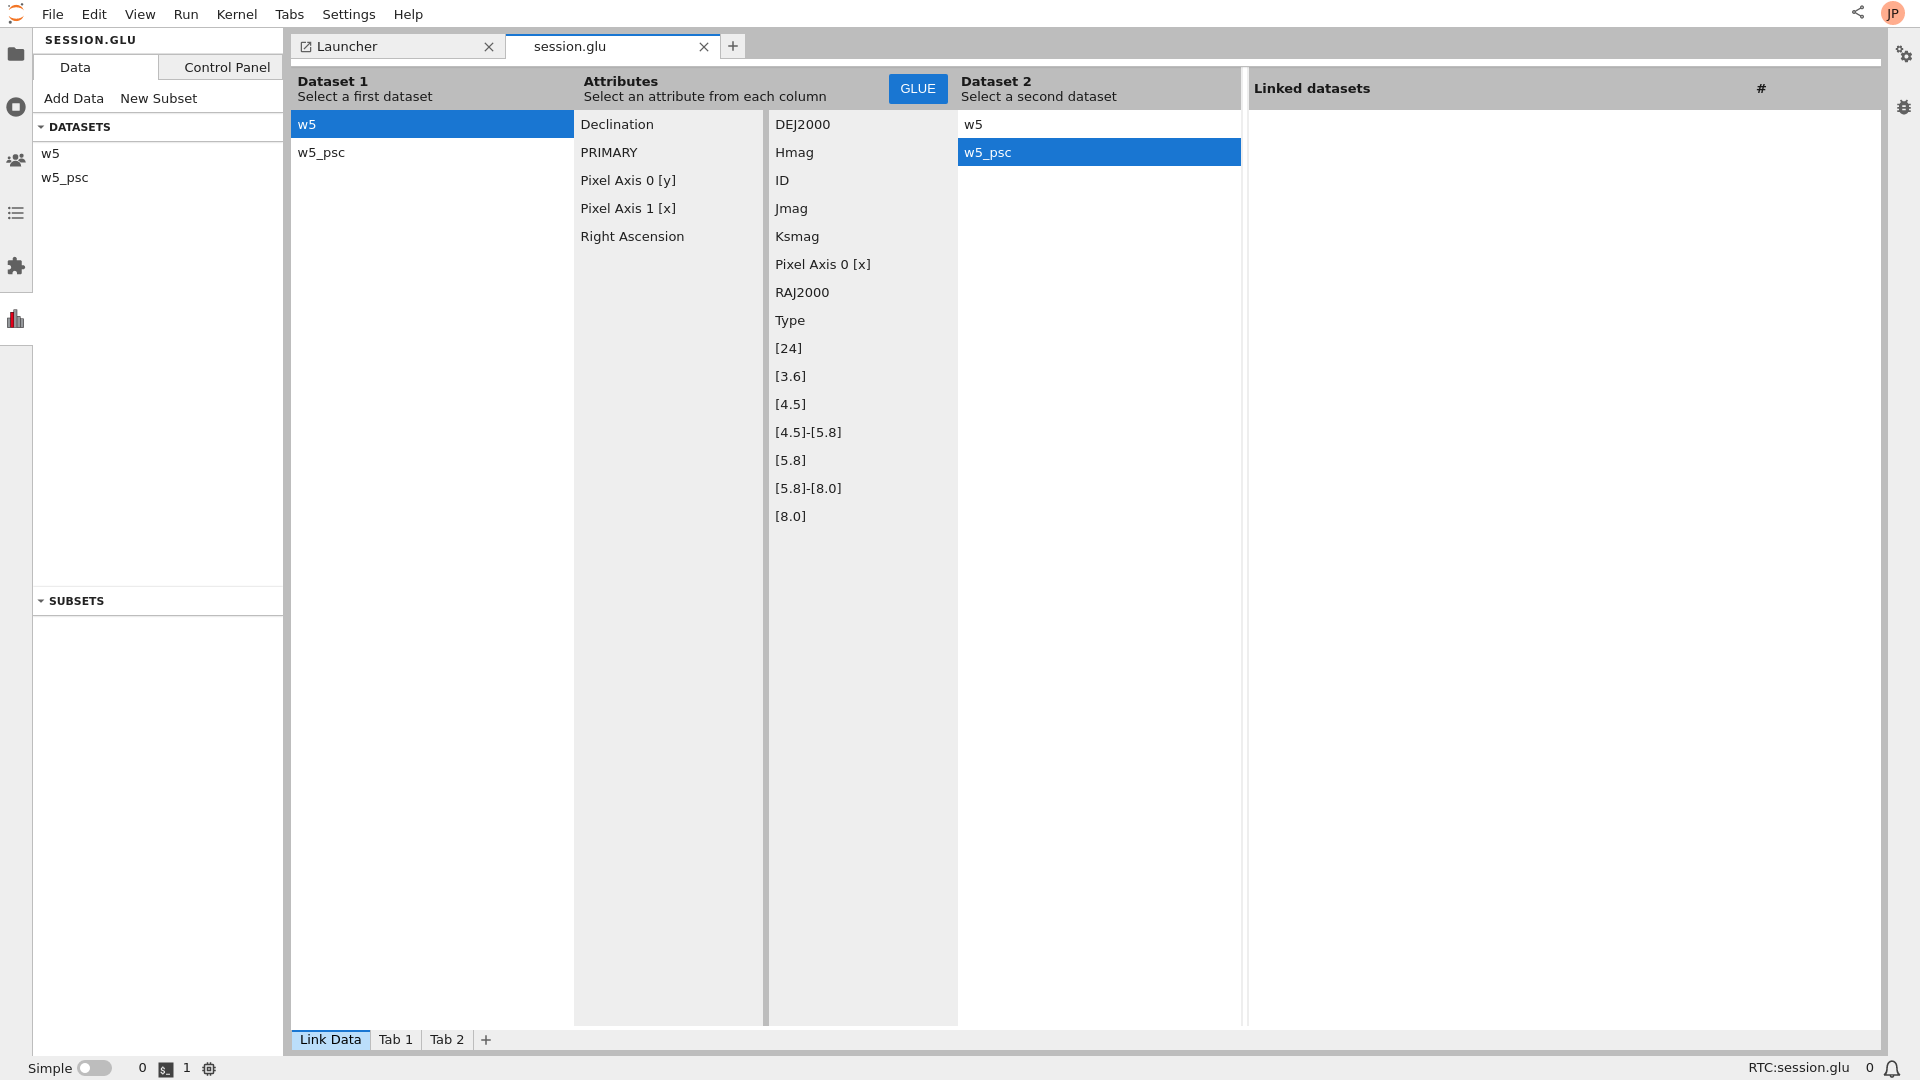 File Edit View Run Kernel Tabs Settings Help
JP
SESSION.GLU
Data Control Panel
Add Data New Subset
DATASETS
w5
w5_psc
SUBSETS
Launcher session.glu
Dataset 1
Select a first dataset
Attributes
Select an attribute from each column
GLUE
Dataset 2
Select a second dataset
Linked datasets #
w5
w5_psc
Declination
PRIMARY
Pixel Axis 0 [y]
Pixel Axis 1 [x]
Right Ascension
DEJ2000
Hmag
ID
Jmag
Ksmag
Pixel Axis 0 [x]
RAJ2000
Type
[24]
[3.6]
[4.5]
[4.5]-[5.8]
[5.8]
[5.8]-[8.0]
[8.0]
w5
w5_psc
Link Data Tab 1 Tab 2
Simple 0 $_ 1 RTC:session.glu 0